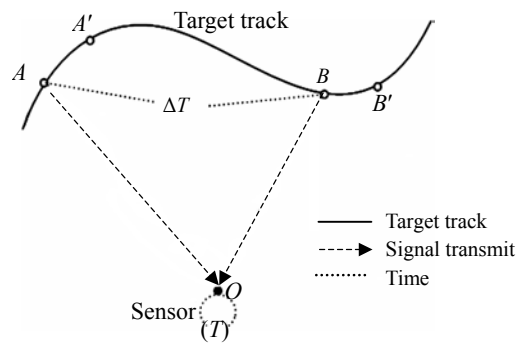 Target track
A'
A
ΔT
B
B'
Target track
Signal transmit
Time
O
Sensor
(T)